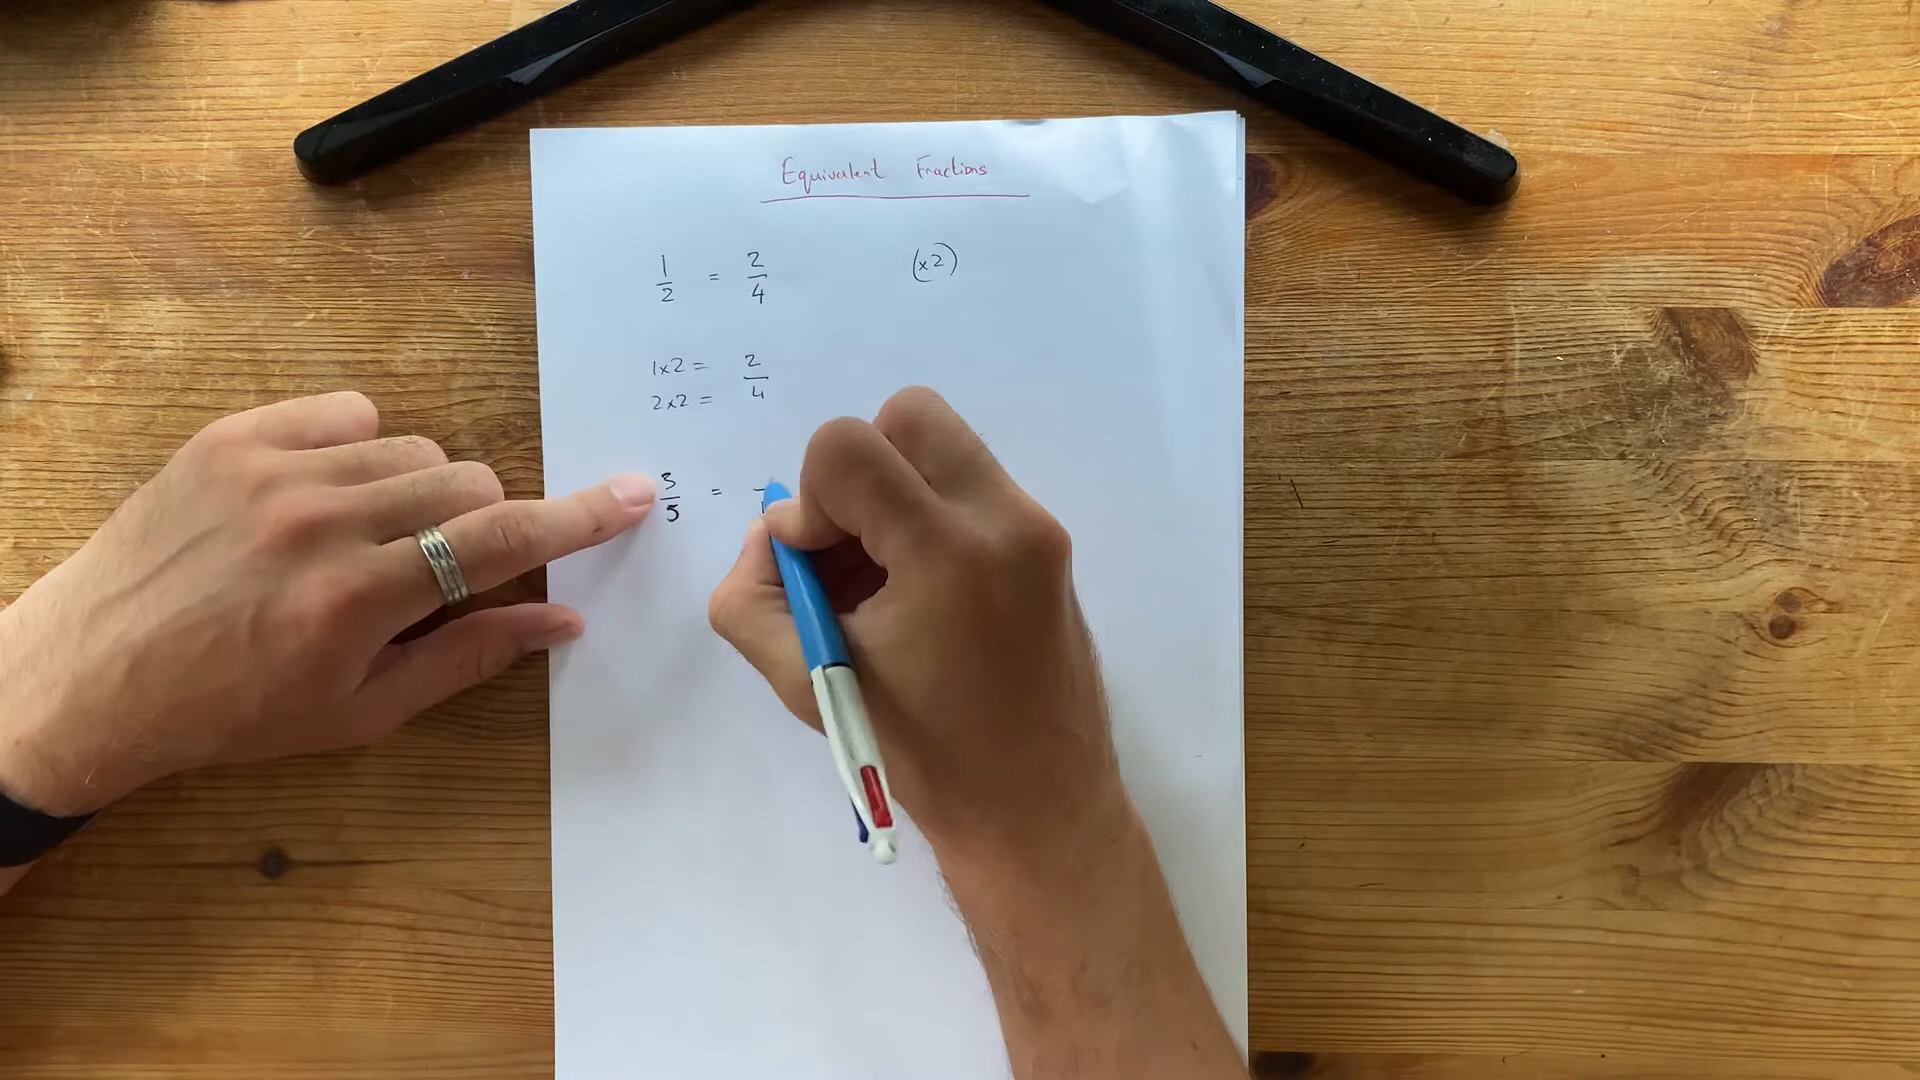 Equivalent Fractions
1/2 = 2/4 (x2)
1x2 = 2
2x2 = 4
3/5 =